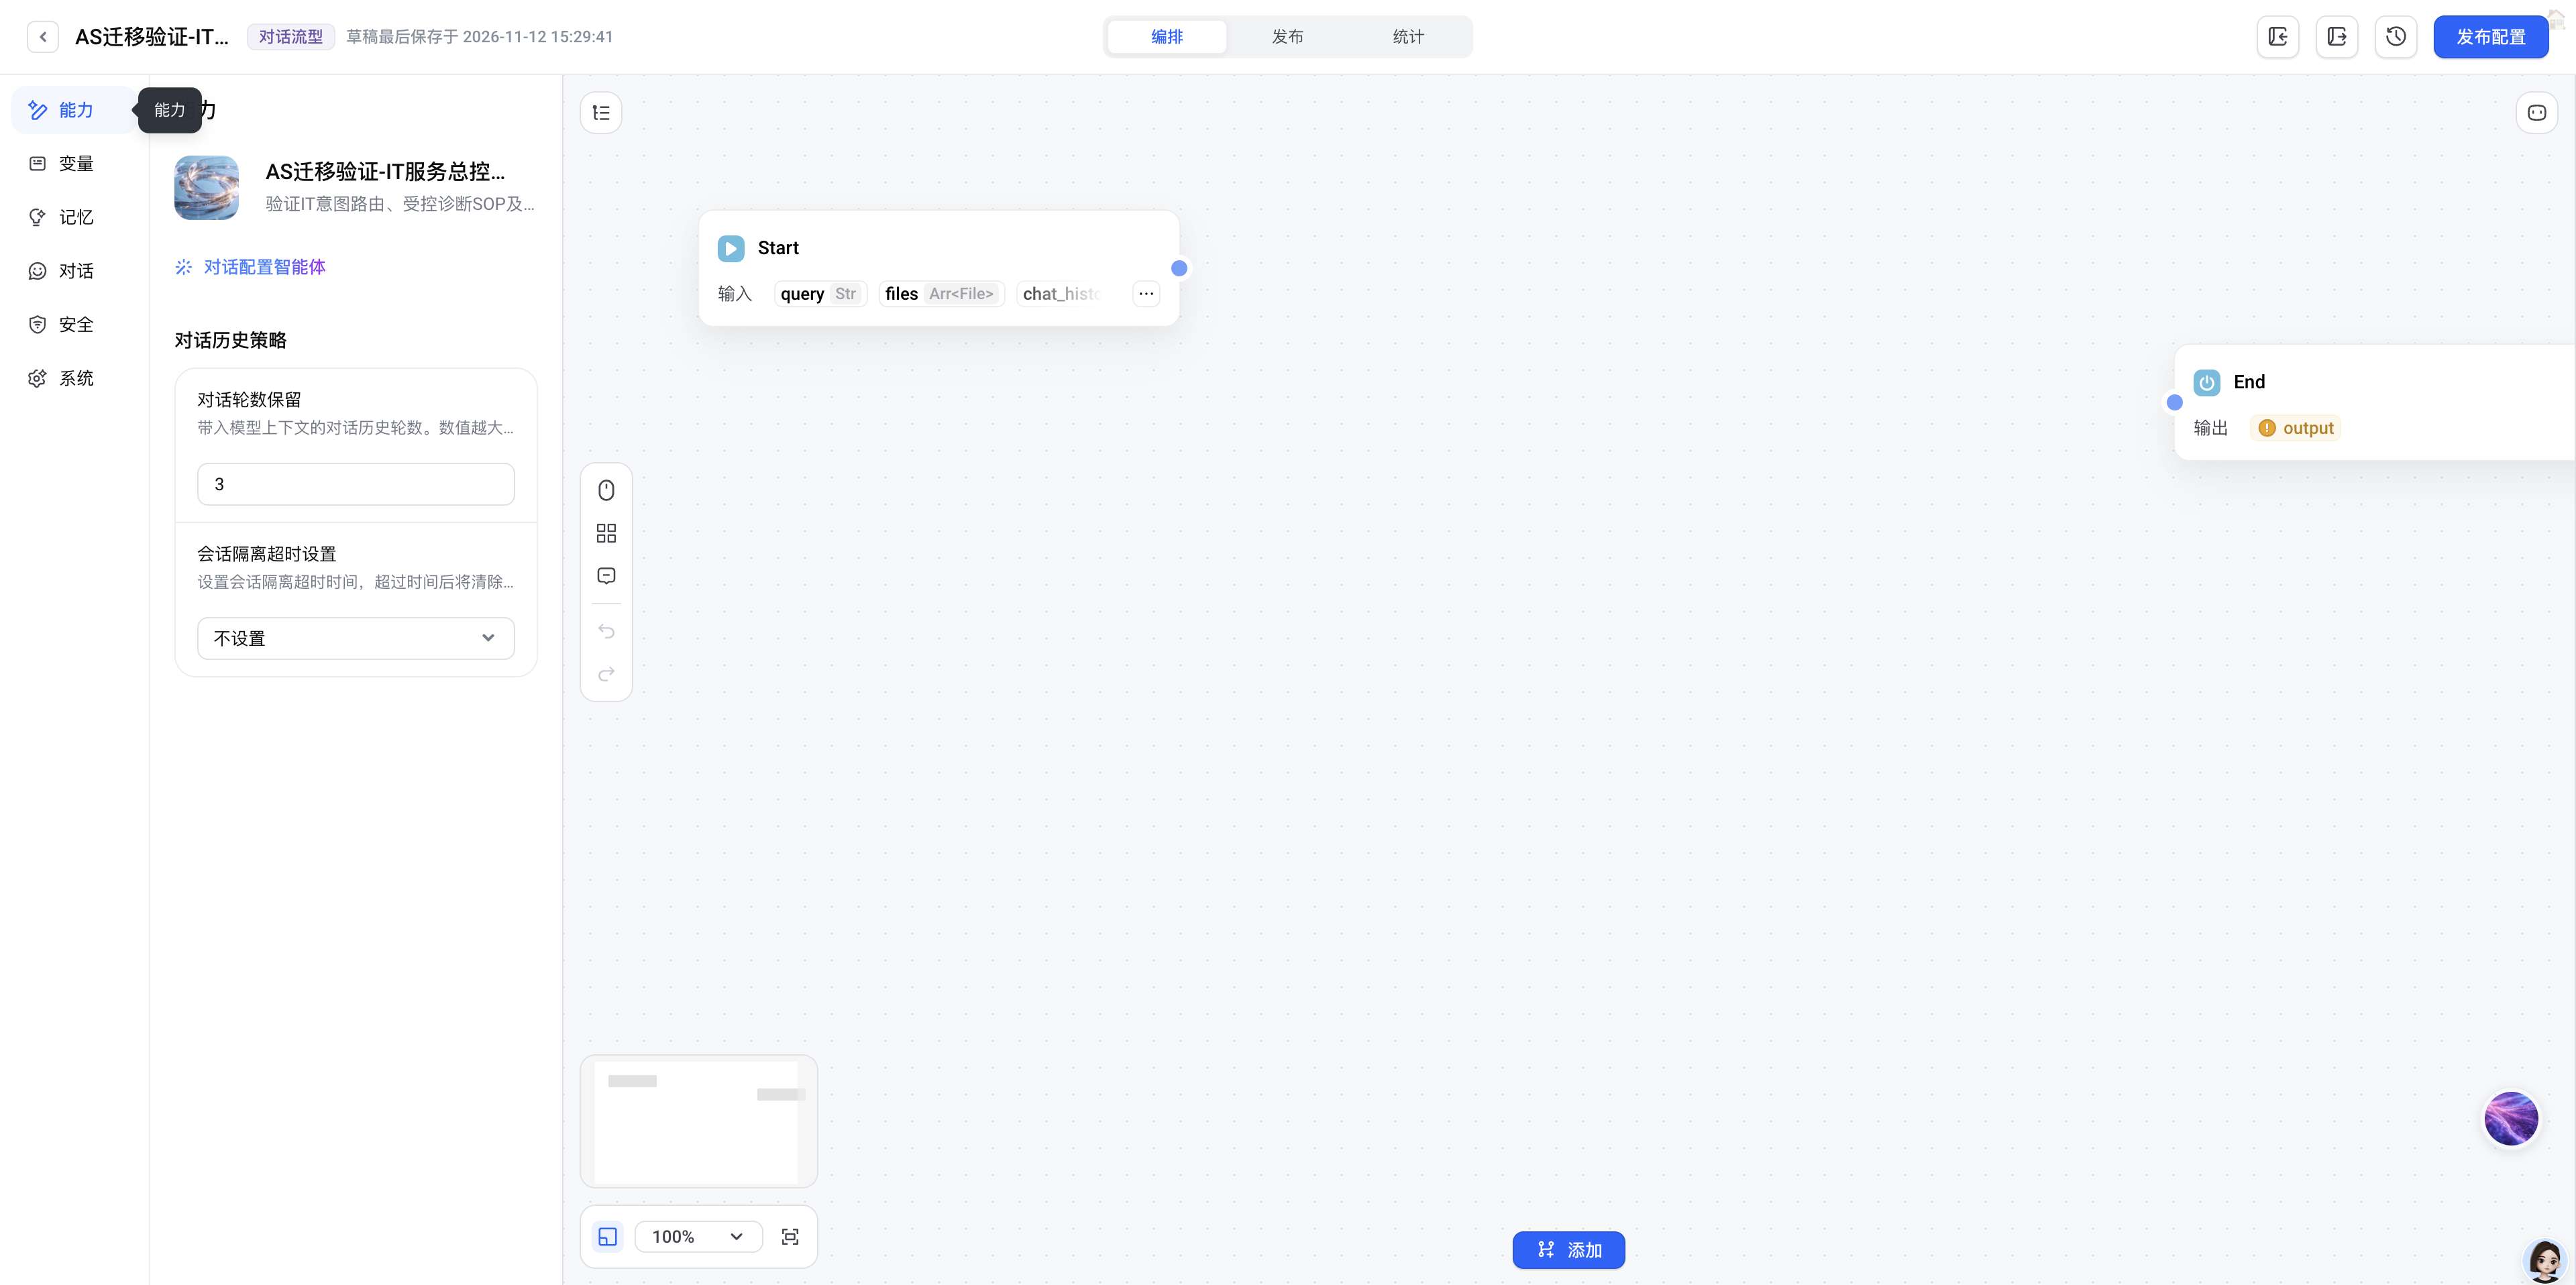 AS迁移验证-IT...
对话流型
草稿最后保存于 2026-11-12 15:29:41
编排
发布
统计
发布配置
能力
变量
记忆
对话
安全
系统
能力
力
AS迁移验证-IT服务总控...
验证IT意图路由、受控诊断SOP及...
对话配置智能体
对话历史策略
对话轮数保留
带入模型上下文的对话历史轮数。数值越大...
3
会话隔离超时设置
设置会话隔离超时时间，超过时间后将清除...
不设置
Start
输入 query Str files Arr<File> chat_histo ...
End
输出 output
100%
添加